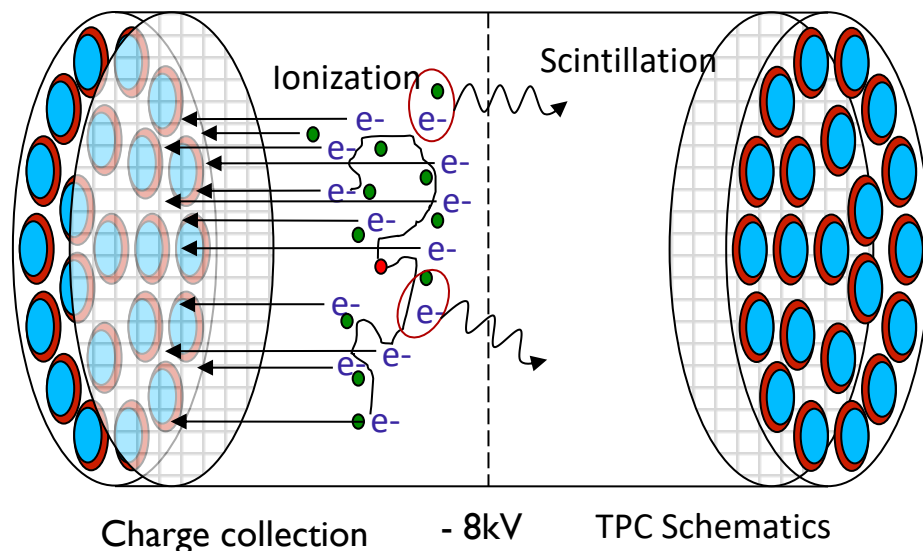 Ionization
Scintillation
e-
e-
e-
e-
e-
e-
e-
e-
e-
e-
e-
e-
e-
Charge collection
- 8kV
TPC Schematics